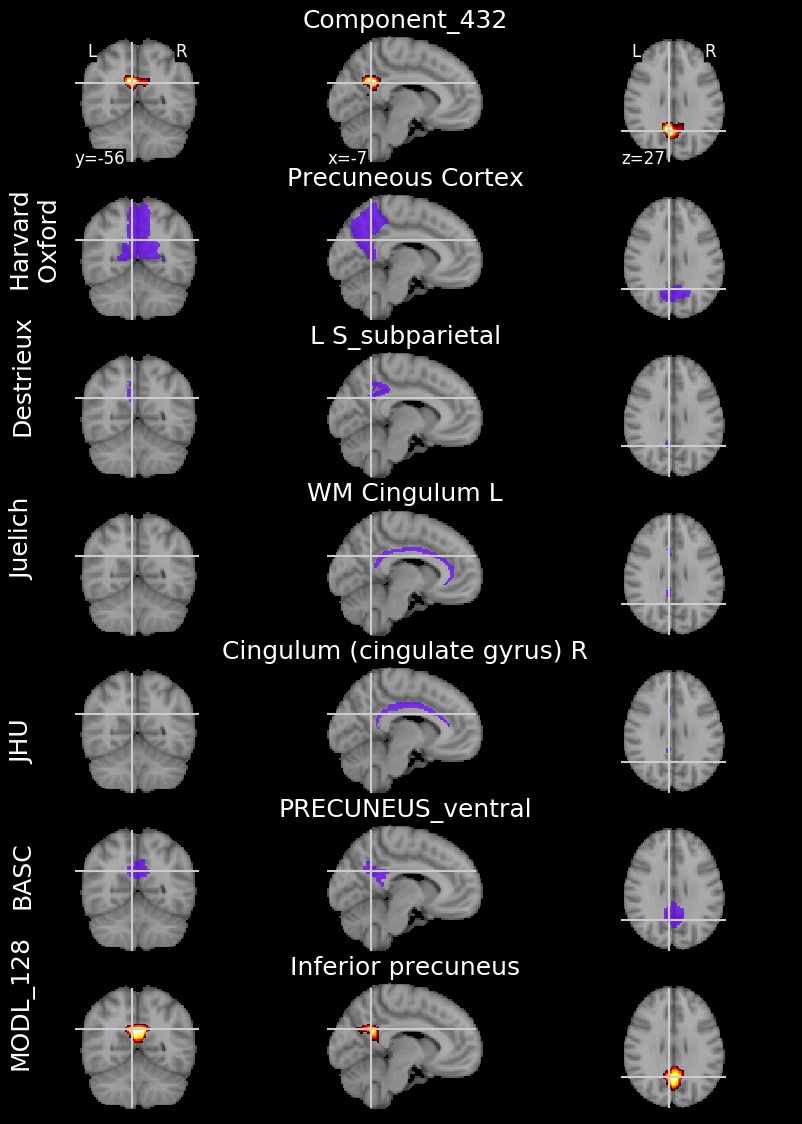 Component_432
L R
L R
y=-56
x=-7
z=27
Precuneous Cortex
Harvard
Oxford
L S_subparietal
Destrieux
WM Cingulum L
Juelich
Cingulum (cingulate gyrus) R
JHU
PRECUNEUS_ventral
BASC
Inferior precuneus
MODL_128